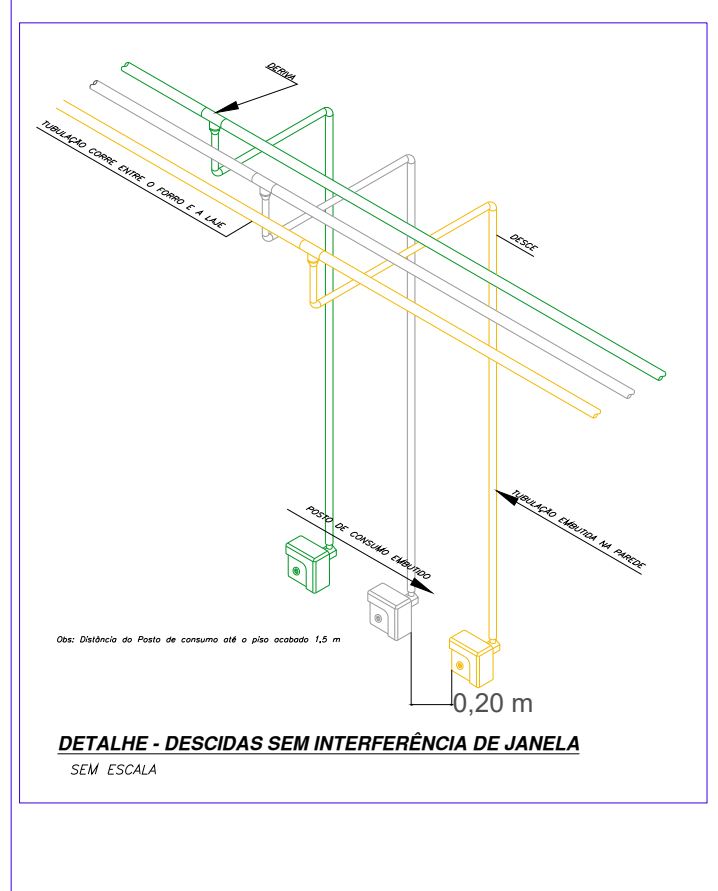 DERIVA
TUBULAÇÃO CORRE ENTRE O FORRO E A LAJE
DESCE
TUBULAÇÃO EMBUTIDA NA PAREDE
POSTO DE CONSUMO EMBUTIDO
Obs: Distância do Posto de consumo até o piso acabado 1,5 m
0,20 m
DETALHE - DESCIDAS SEM INTERFERÊNCIA DE JANELA
SEM ESCALA